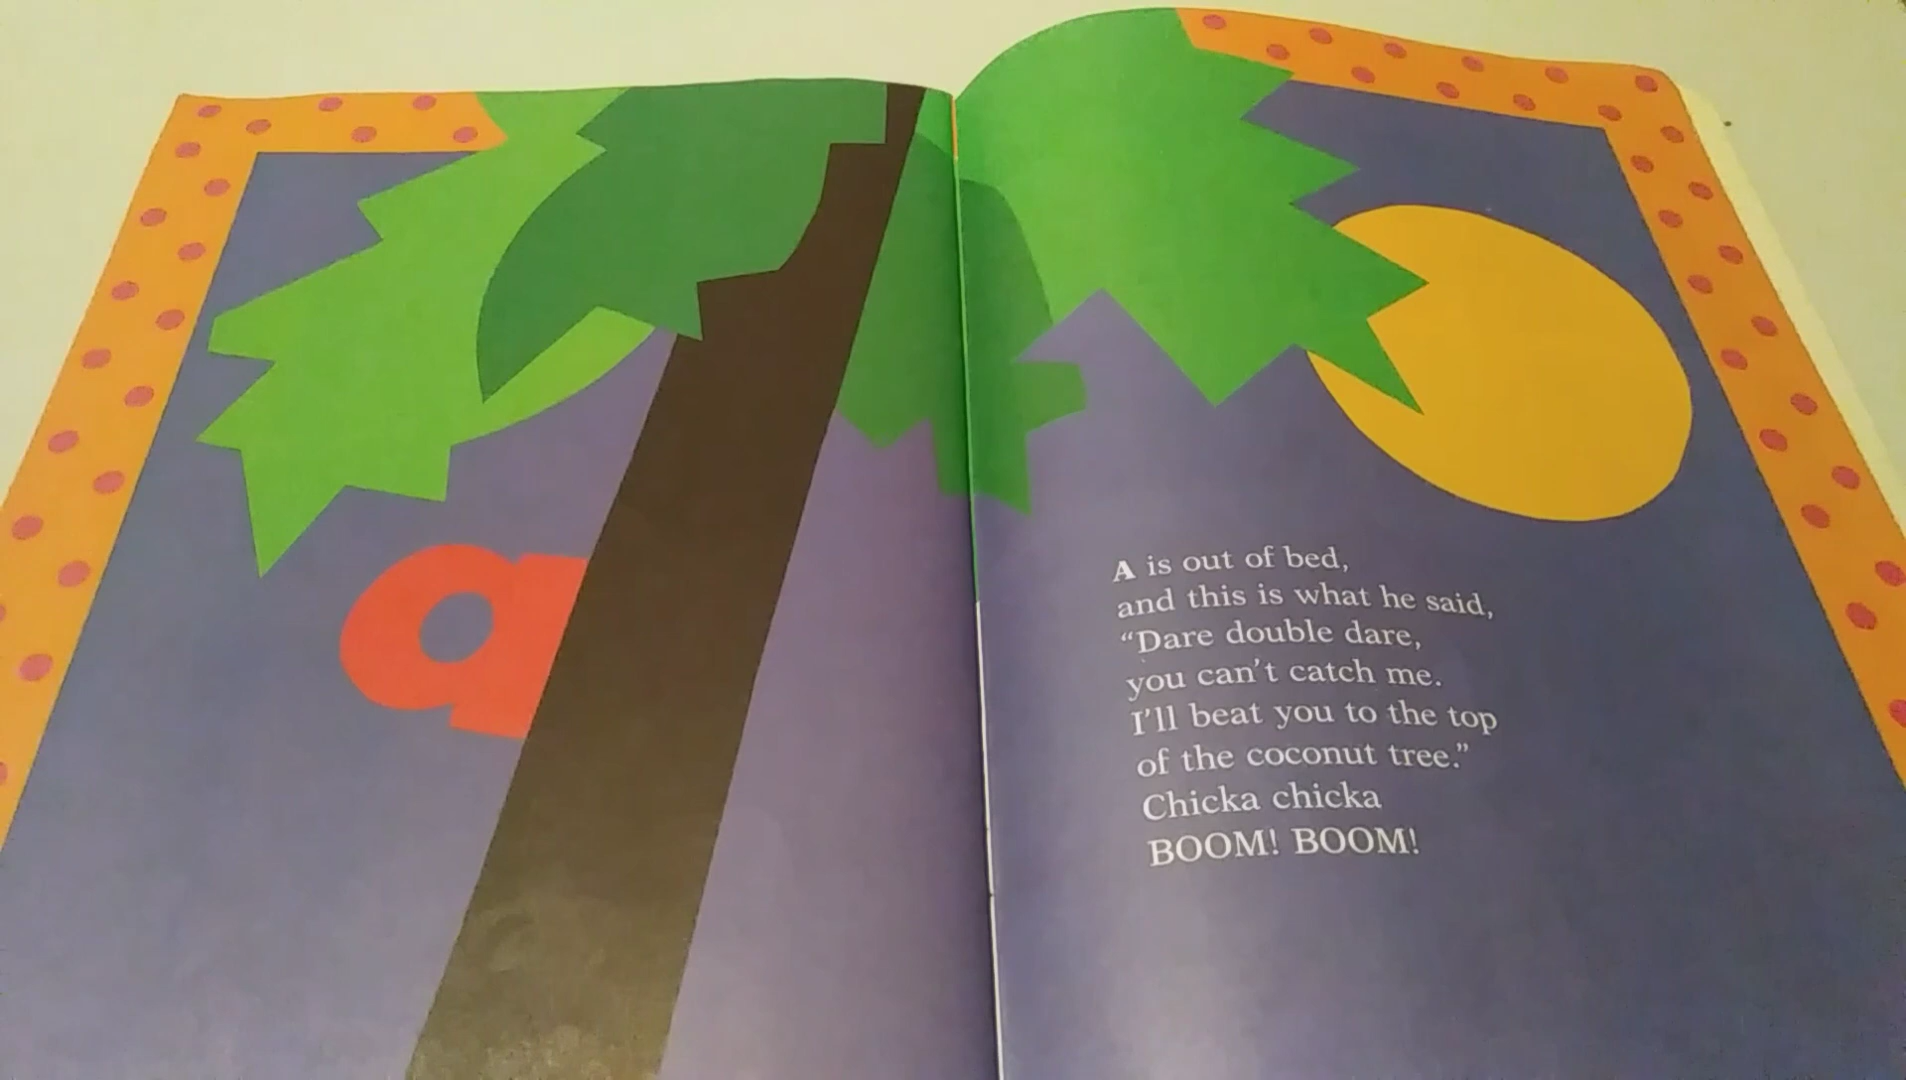 a
A is out of bed,
and this is what he said,
“Dare double dare,
you can’t catch me.
I’ll beat you to the top
of the coconut tree.”
Chicka chicka
BOOM! BOOM!